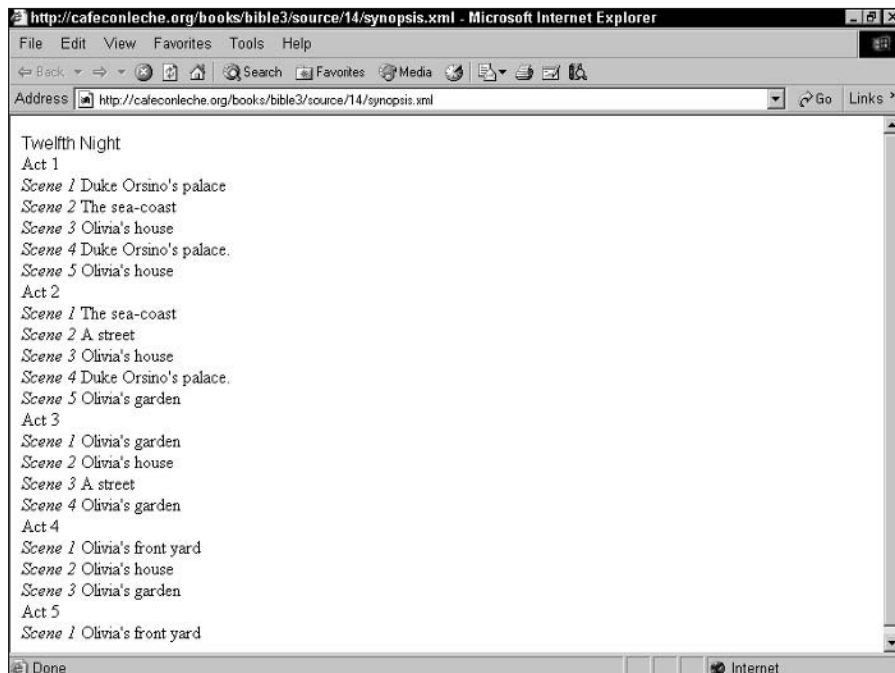 http://cafeconleche.org/books/bible3/source/14/synopsis.xml - Microsoft Internet Explorer
File Edit View Favorites Tools Help
Back Search Favorites Media
Address http://cafeconleche.org/books/bible3/source/14/synopsis.xml Go Links »
Twelfth Night
Act 1
Scene 1 Duke Orsino's palace
Scene 2 The sea-coast
Scene 3 Olivia's house
Scene 4 Duke Orsino's palace.
Scene 5 Olivia's house
Act 2
Scene 1 The sea-coast
Scene 2 A street
Scene 3 Olivia's house
Scene 4 Duke Orsino's palace.
Scene 5 Olivia's garden
Act 3
Scene 1 Olivia's garden
Scene 2 Olivia's house
Scene 3 A street
Scene 4 Olivia's garden
Act 4
Scene 1 Olivia's front yard
Scene 2 Olivia's house
Scene 3 Olivia's garden
Act 5
Scene 1 Olivia's front yard
Done Internet